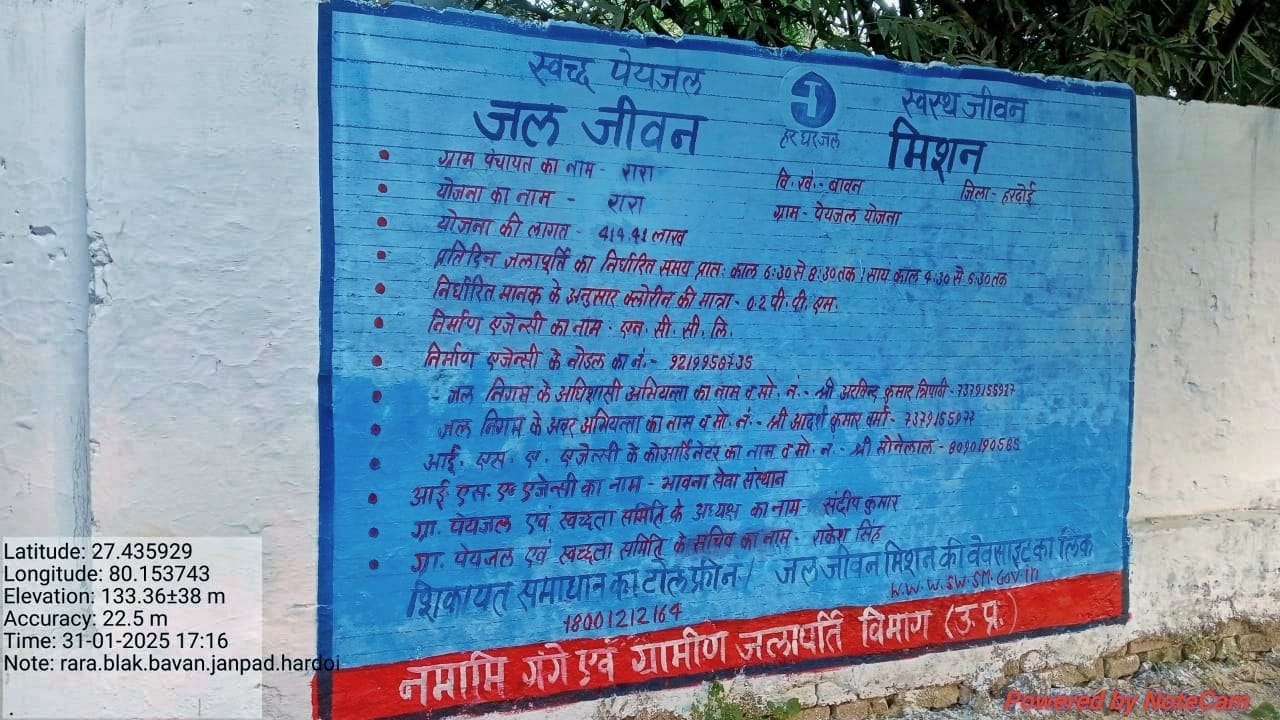 स्वच्छ पेयजल
स्वस्थ जीवन
जल जीवन
हर घर जल
मिशन
ग्राम पंचायत का नाम - रारा
वि. खं.- बावन
जिला - हरदोई
योजना का नाम - रारा
ग्राम - पेयजल योजना
योजना की लागत - 414.41 लाख
प्रतिदिन जलापूर्ति का निर्धारित समय प्रातः काल 6:30 से 8:30 तक । साय काल 4:30 से 6:30 तक
निर्धारित मानक के अनुसार क्लोरीन की मात्रा - 0.2 पी. पी. एम.
निर्माण एजेन्सी का नाम - एन. सी. सी. लि.
निर्माण एजेन्सी के नोडल का नं.-
जल निगम के अधिशासी अभियन्ता का नाम व मो. नं. - श्री अरविन्द कुमार त्रिपाठी -
जल निगम के अवर अभियन्ता का नाम व मो. नं. - श्री आदर्श कुमार वर्मा -
आई. एस. ए. एजेन्सी के कोआर्डिनेटर का नाम व मो. नं. - श्री सोनेलाल -
आई. एस. ए. एजेन्सी का नाम - भावना सेवा संस्थान
ग्रा. पेयजल एवं स्वच्छता समिति के अध्यक्ष का नाम- संदीप कुमार
ग्रा. पेयजल एवं स्वच्छता समिति के सचिव का नाम - राकेश सिंह
शिकायत समाधान का टोल फ्री न /
जल जीवन मिशन की वेबसाइट का लिंक
18001212164
W.W.W.SW.SM.GOV.in
नमामि गंगे एवं ग्रामीण जलापर्ति विभाग (उ.प्र.)
Latitude: 27.435929
Longitude: 80.153743
Elevation: 133.36±38 m
Accuracy: 22.5 m
Time: 31-01-2025 17:16
Note: rara.blak.bavan.janpad.hardoi
Powered by NoteCam